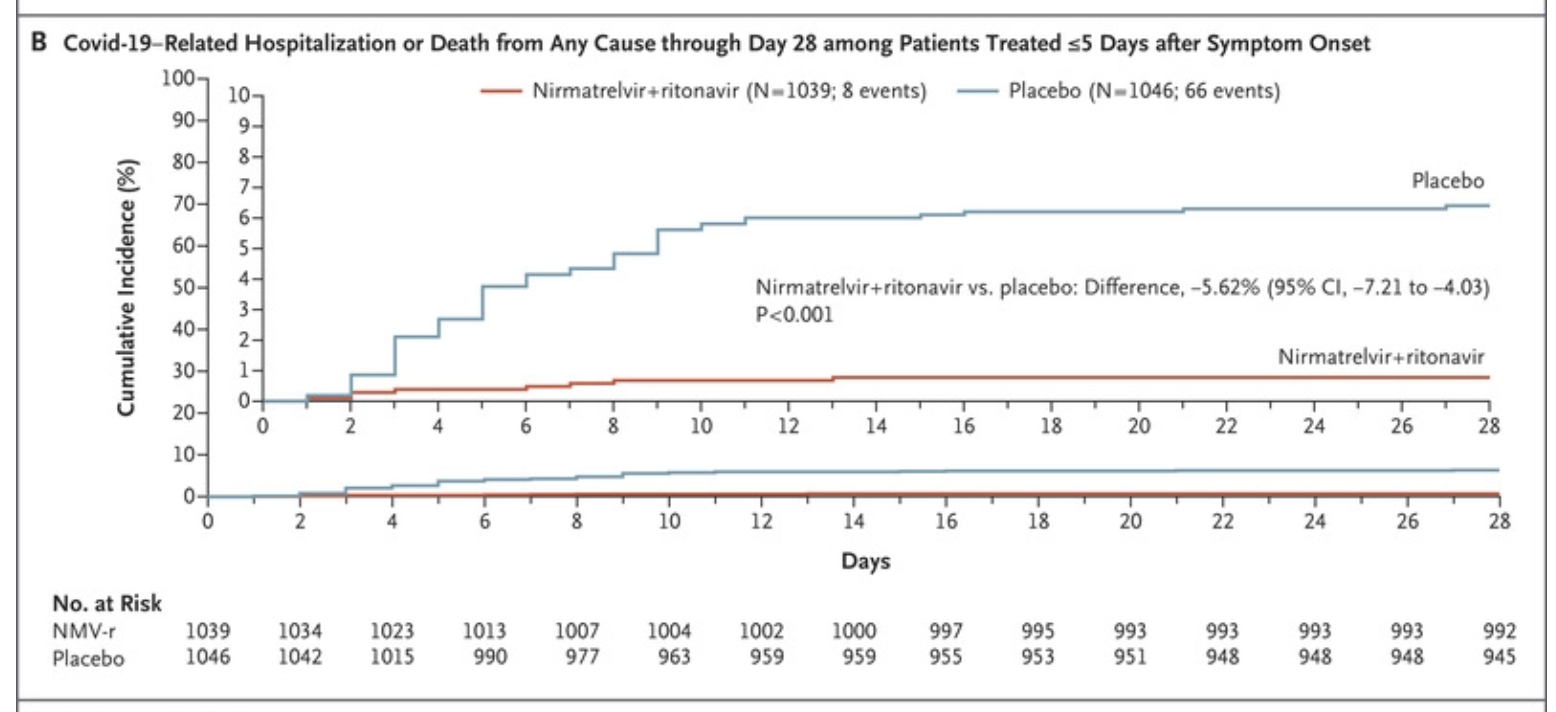 B Covid-19–Related Hospitalization or Death from Any Cause through Day 28 among Patients Treated ≤5 Days after Symptom Onset
Nirmatrelvir+ritonavir (N=1039; 8 events) Placebo (N=1046; 66 events)
Cumulative Incidence (%)
100
90
80
70
60
50
40
30
20
10
0
10
9
8
7
6
5
4
3
2
1
0
Placebo
Nirmatrelvir+ritonavir vs. placebo: Difference, –5.62% (95% CI, –7.21 to –4.03)
P<0.001
Nirmatrelvir+ritonavir
0 2 4 6 8 10 12 14 16 18 20 22 24 26 28
0 2 4 6 8 10 12 14 16 18 20 22 24 26 28
Days
No. at Risk
NMV-r 1039 1034 1023 1013 1007 1004 1002 1000 997 995 993 993 993 993 992
Placebo 1046 1042 1015 990 977 963 959 959 955 953 951 948 948 948 945